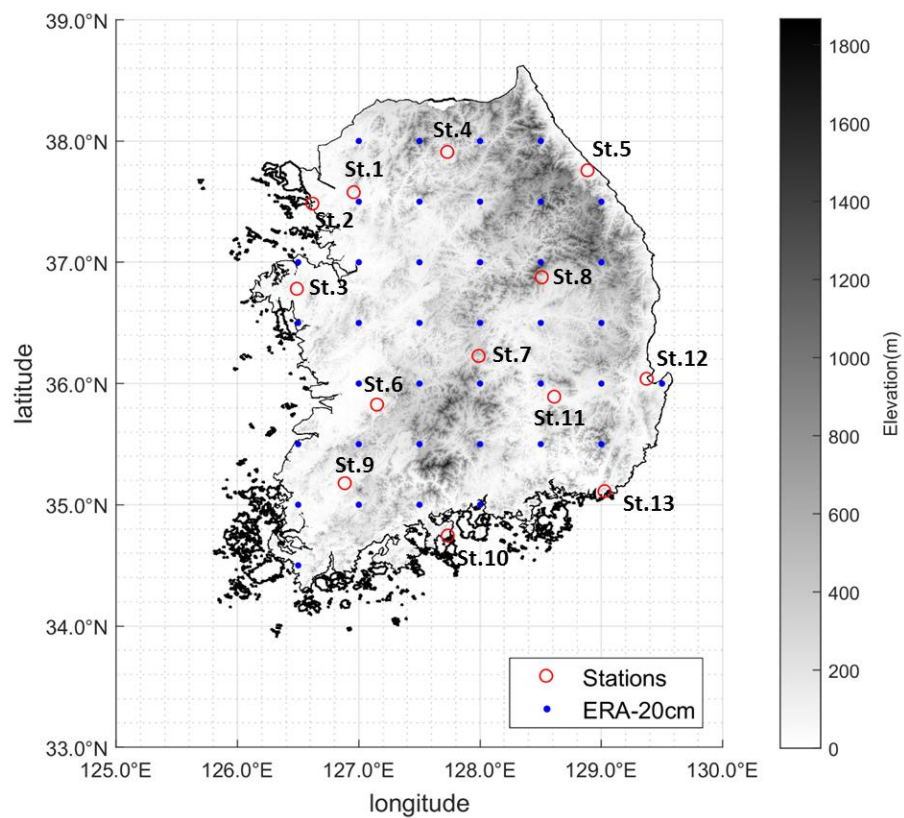 39.0°N
38.0°N
37.0°N
36.0°N
35.0°N
34.0°N
33.0°N
latitude
125.0°E
126.0°E
127.0°E
128.0°E
129.0°E
130.0°E
longitude
St.4
St.5
St.1
St.2
St.8
St.3
St.7
St.12
St.6
St.11
St.9
St.13
St.10
Stations
ERA-20cm
1800
1600
1400
1200
1000
800
600
400
200
0
Elevation(m)